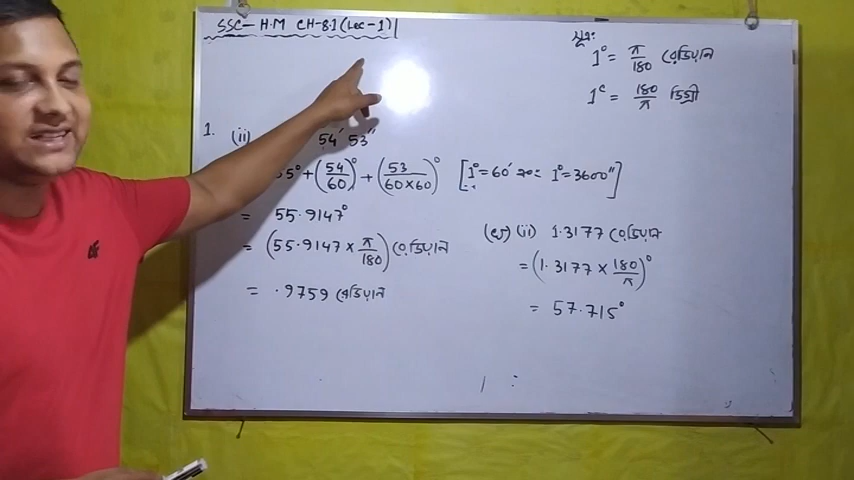 SSC- H.M CH-8.1 (Lec-1)
সূত্র:
1° = π/180 রেডিয়ান
1ᶜ = 180/π ডিগ্রী
1. (ii) 54′ 53″
55° + (54/60)° + (53/(60×60))° [1° = 60′ এবং 1° = 3600″]
= 55.9147°
= (55.9147 × π/180) রেডিয়ান
= .9759 রেডিয়ান
(ii) 1.3177 রেডিয়ান
= (1.3177 × 180/π)°
= 57.715°